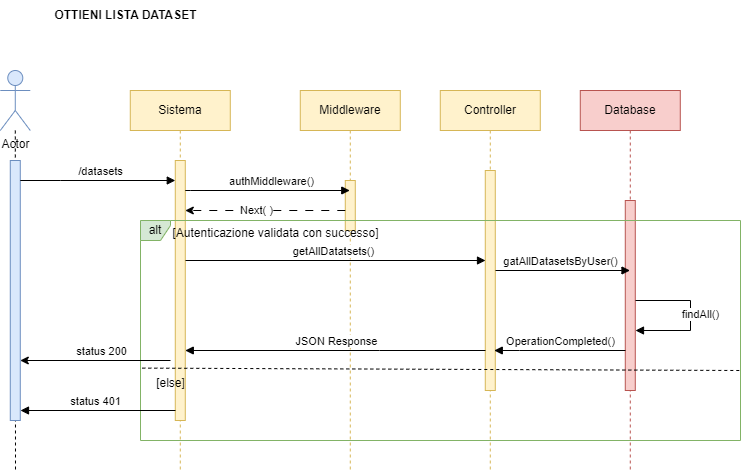 OTTIENI LISTA DATASET
Sistema
Middleware
Controller
Database
Actor
/datasets
authMiddleware()
Next( )
alt
[Autenticazione validata con successo]
getAllDatatsets()
gatAllDatasetsByUser()
findAll()
JSON Response
OperationCompleted()
status 200
[else]
status 401